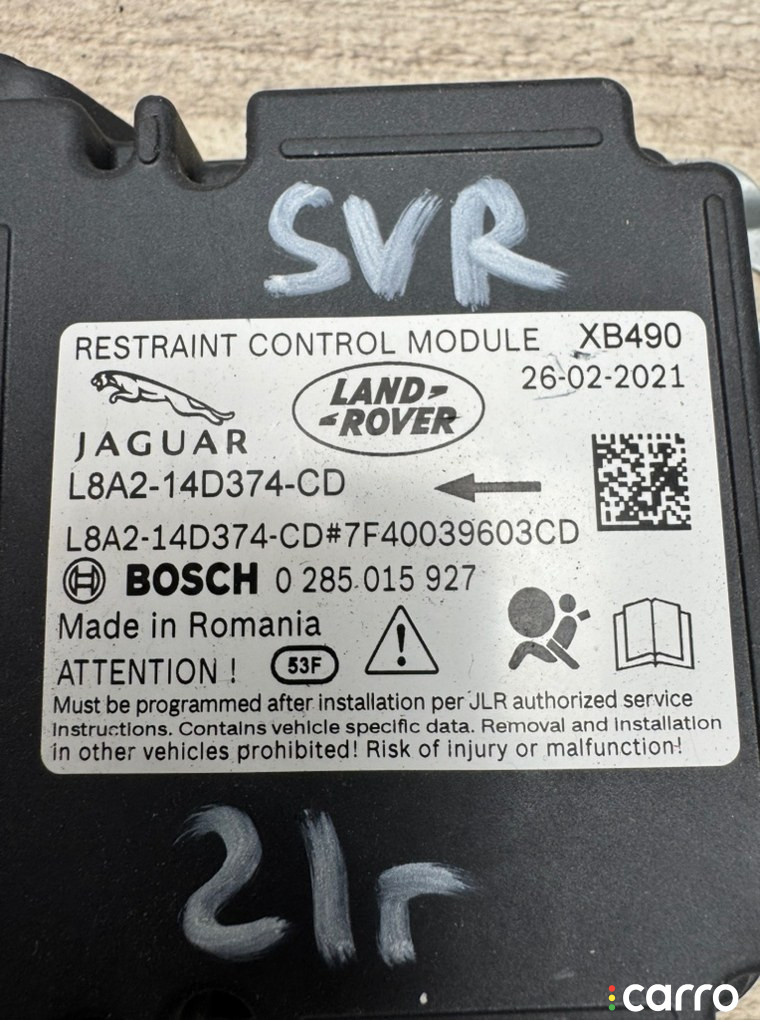 SVR
RESTRAINT CONTROL MODULE XB490
26-02-2021
JAGUAR
LAND-
-ROVER
L8A2-14D374-CD
L8A2-14D374-CD#7F40039603CD
BOSCH 0 285 015 927
Made in Romania
ATTENTION ! 53F
Must be programmed after installation per JLR authorized service
instructions. Contains vehicle specific data. Removal and installation
in other vehicles prohibited! Risk of injury or malfunction!
21г
carro